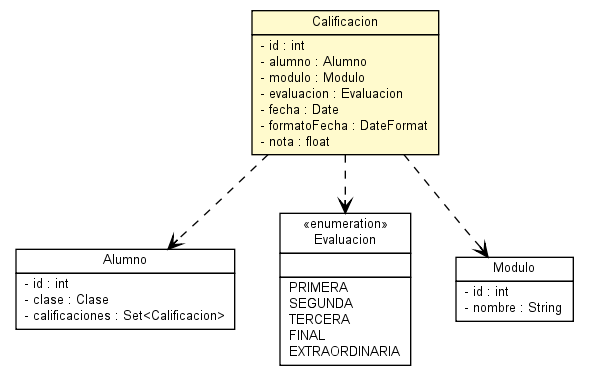 Calificacion
- id : int
- alumno : Alumno
- modulo : Modulo
- evaluacion : Evaluacion
- fecha : Date
- formatoFecha : DateFormat
- nota : float
Alumno
- id : int
- clase : Clase
- calificaciones : Set<Calificacion>
«enumeration»
Evaluacion
PRIMERA
SEGUNDA
TERCERA
FINAL
EXTRAORDINARIA
Modulo
- id : int
- nombre : String